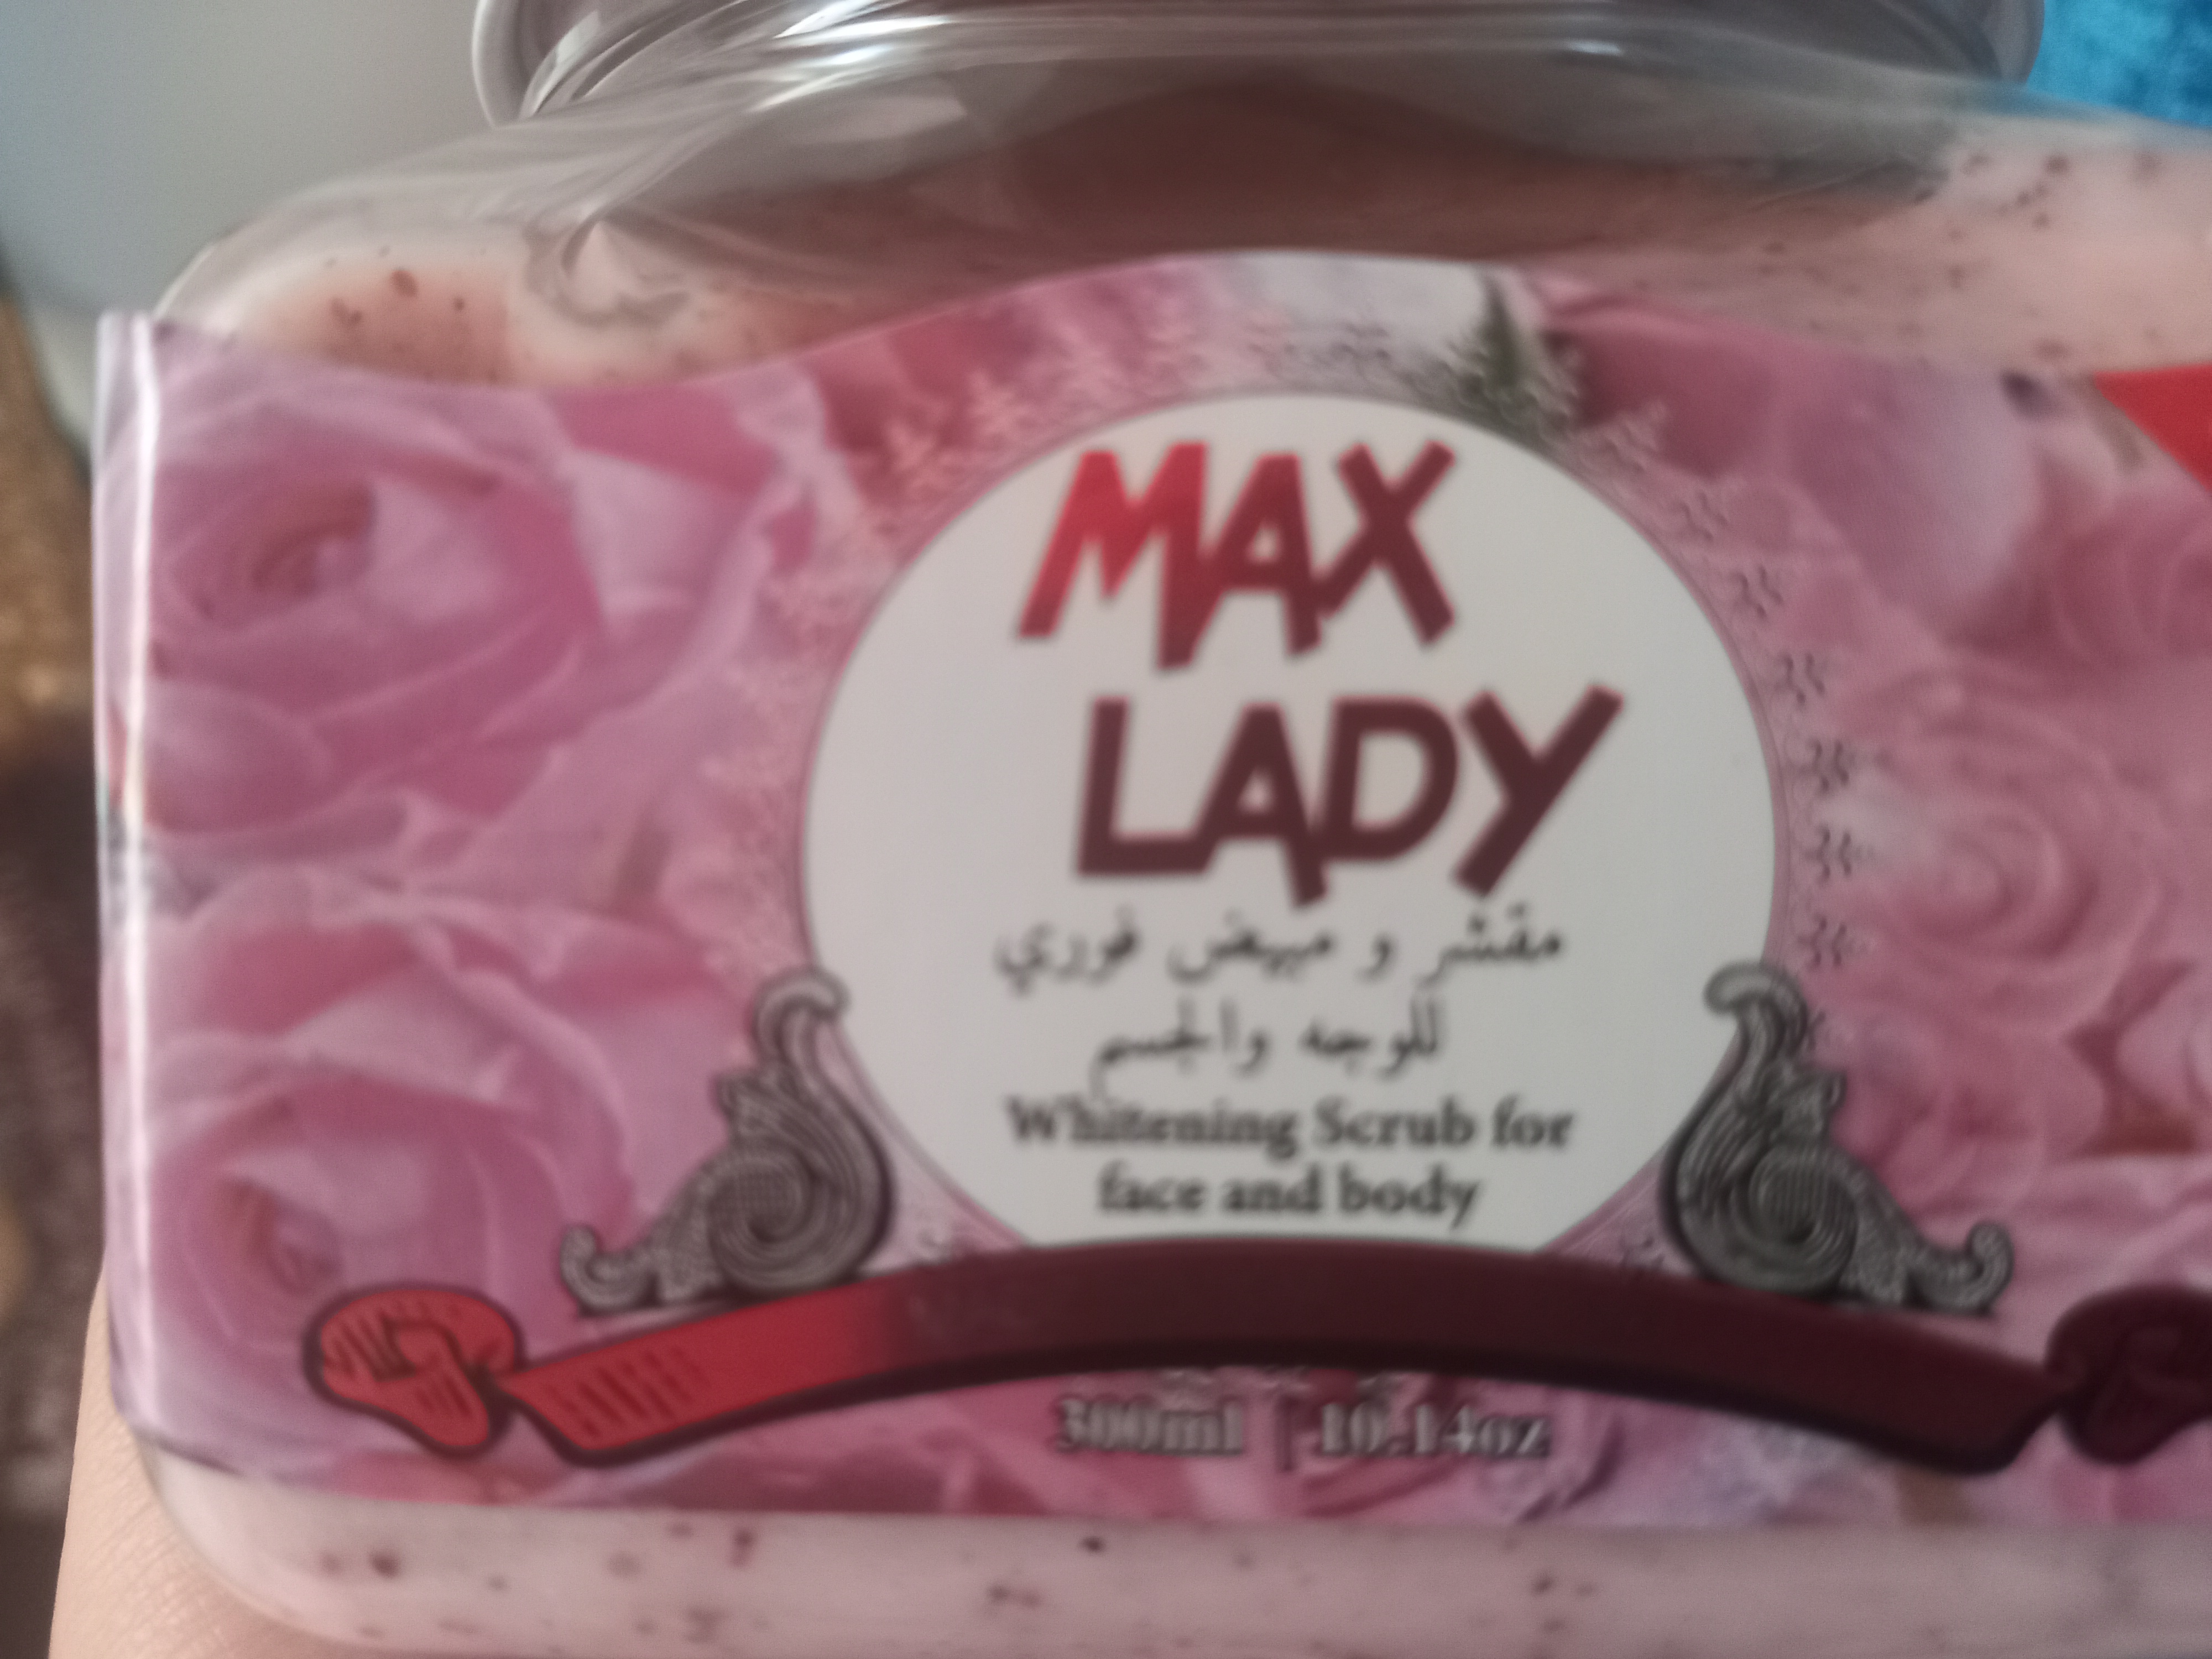 MAX
LADY
مقشر و مبيض فوري
للوجه والجسم
Whitening Scrub for
face and body
300ml | 10.14oz